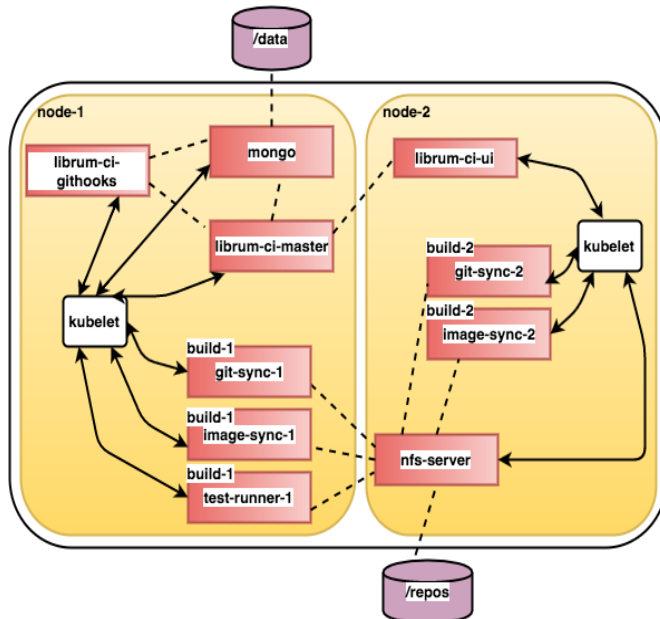 /data
node-1
node-2
librum-ci-
githooks
mongo
librum-ci-ui
librum-ci-master
kubelet
build-2
git-sync-2
kubelet
build-2
image-sync-2
build-1
git-sync-1
build-1
image-sync-1
nfs-server
build-1
test-runner-1
/repos